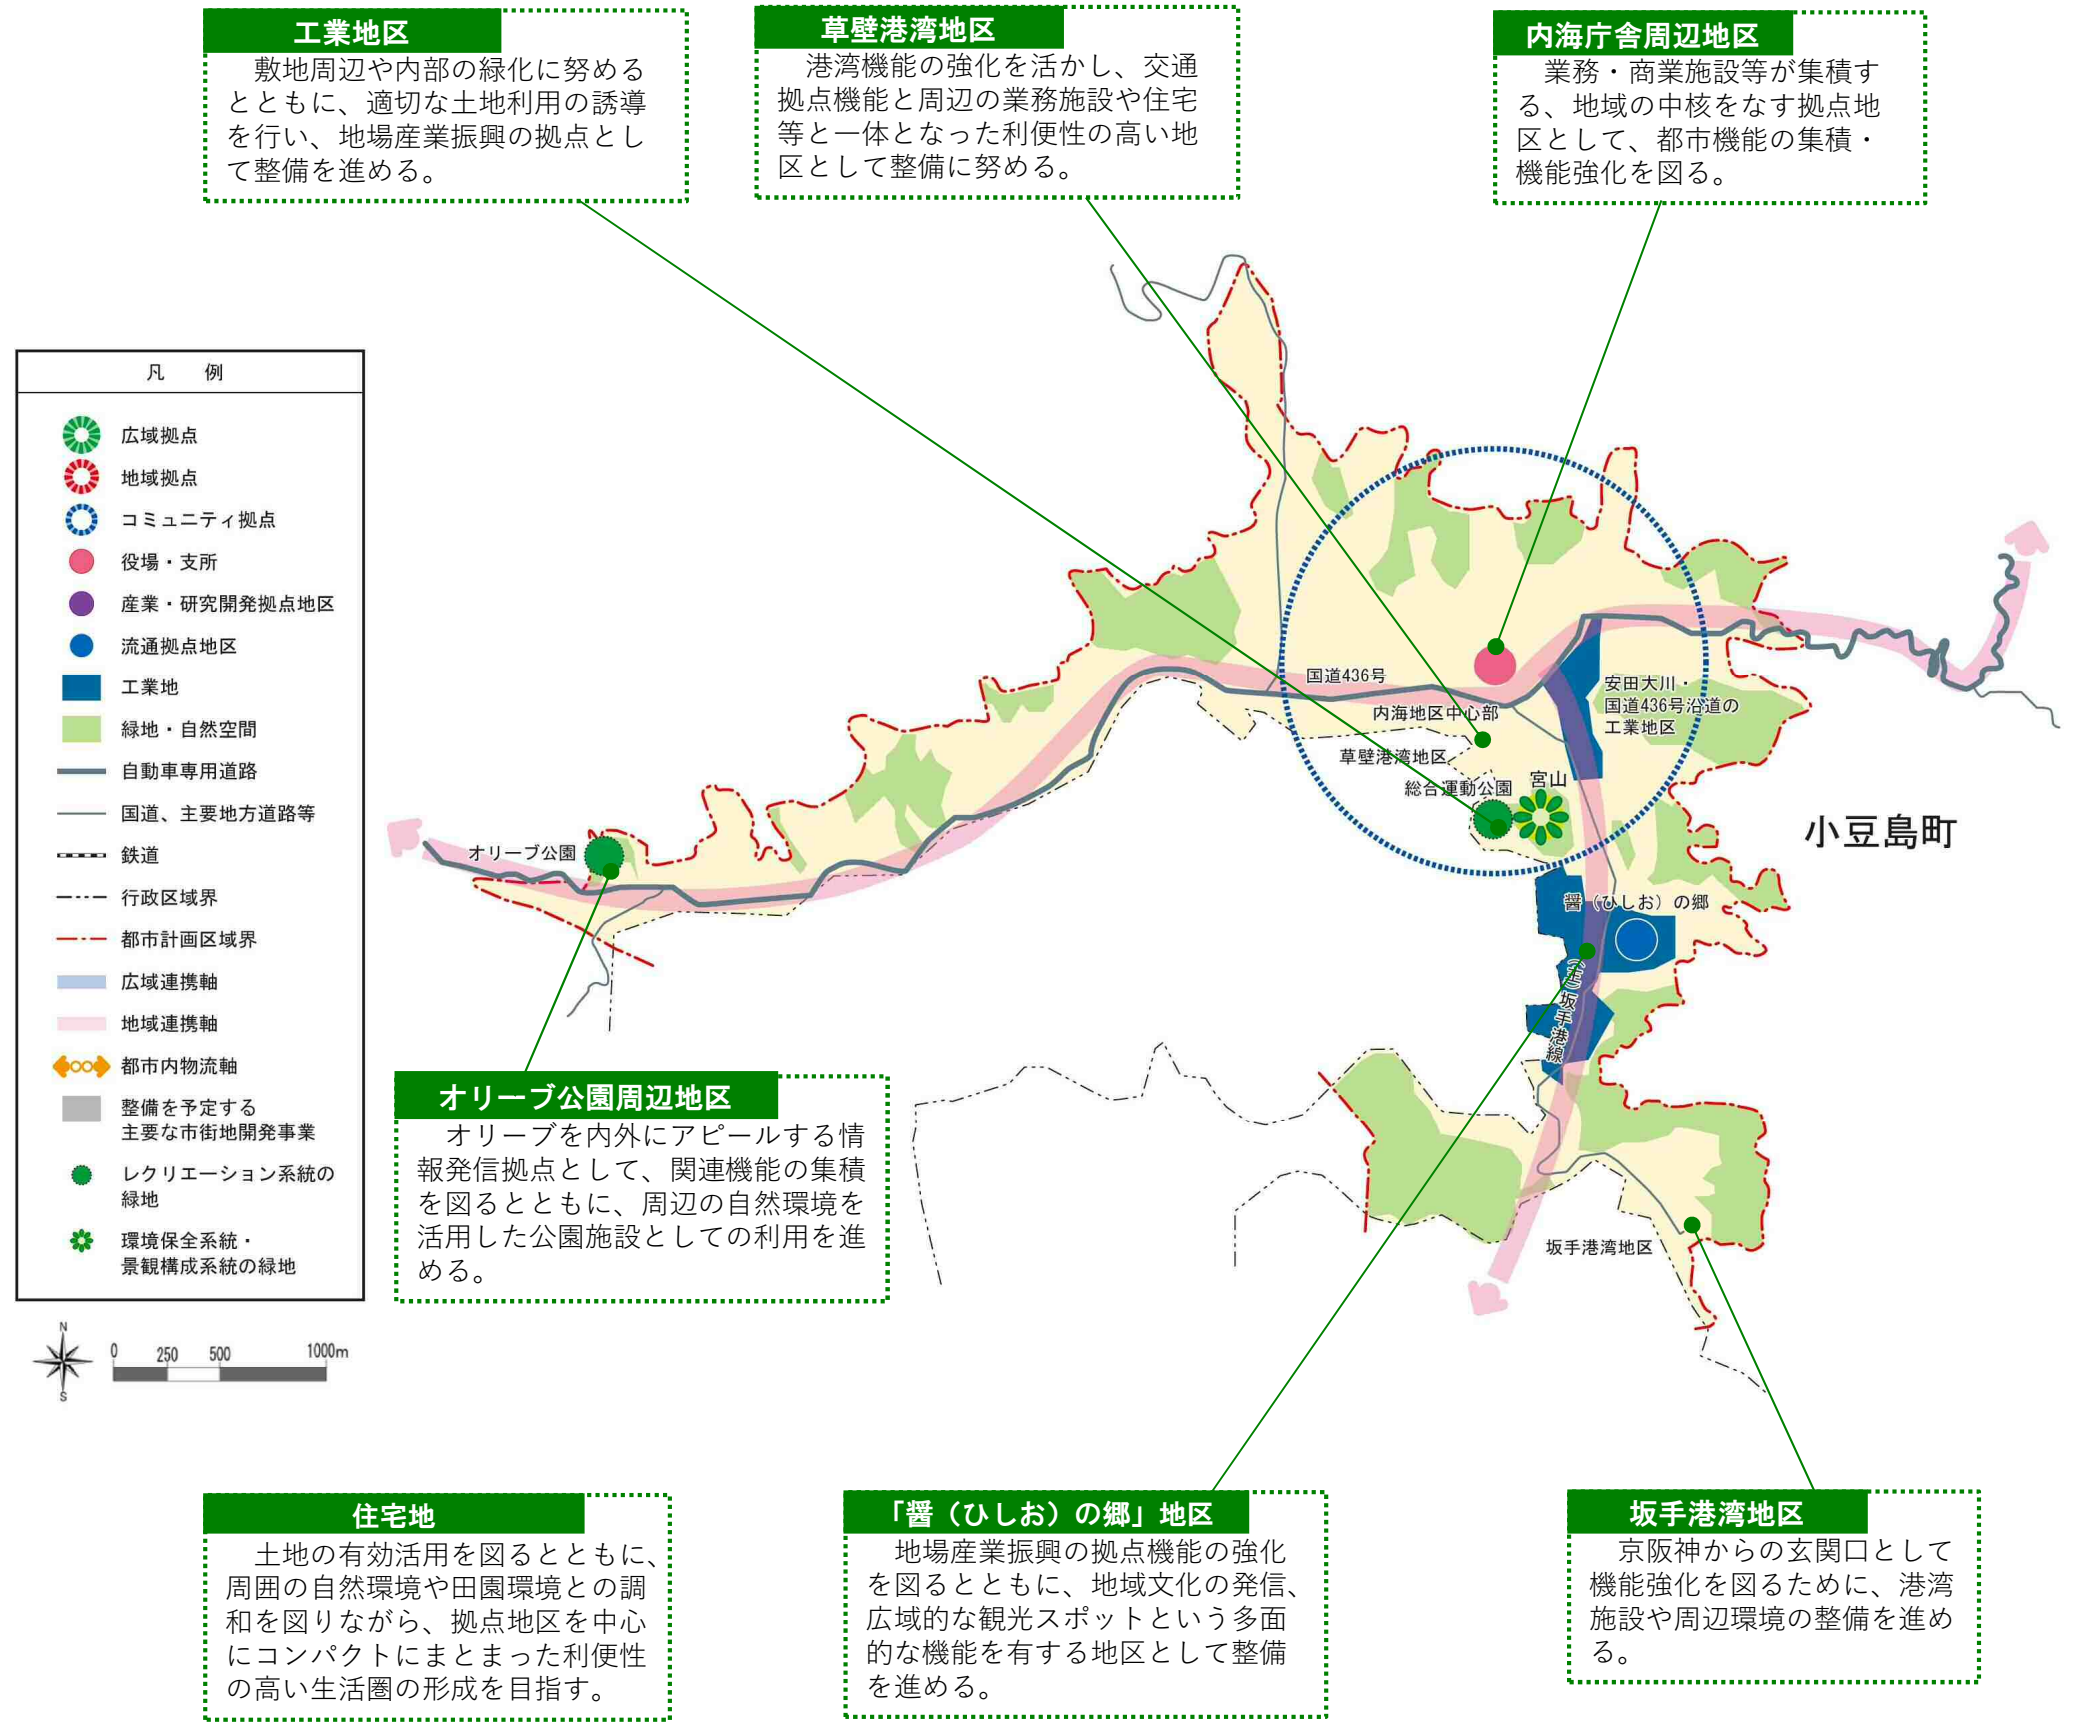 工業地区
敷地周辺や内部の緑化に努める
とともに、適切な土地利用の誘導
を行い、地場産業振興の拠点とし
て整備を進める。
草壁港湾地区
港湾機能の強化を活かし、交通
拠点機能と周辺の業務施設や住宅
等と一体となった利便性の高い地
区として整備に努める。
内海庁舎周辺地区
業務・商業施設等が集積す
る、地域の中核をなす拠点地
区として、都市機能の集積・
機能強化を図る。
凡 例
広域拠点
地域拠点
コミュニティ拠点
役場・支所
産業・研究開発拠点地区
流通拠点地区
工業地
緑地・自然空間
自動車専用道路
国道、主要地方道路等
鉄道
行政区域界
都市計画区域界
広域連携軸
地域連携軸
都市内物流軸
整備を予定する
主要な市街地開発事業
レクリエーション系統の
緑地
環境保全系統・
景観構成系統の緑地
N
S
0 250 500 1000m
国道436号
内海地区中心部
安田大川・
国道436号沿道の
工業地区
草壁港湾地区
総合運動公園
宮山
小豆島町
オリーブ公園
醤（ひしお）の郷
（主）坂手港線
坂手港湾地区
オリーブ公園周辺地区
オリーブを内外にアピールする情
報発信拠点として、関連機能の集積
を図るとともに、周辺の自然環境を
活用した公園施設としての利用を進
める。
住宅地
土地の有効活用を図るとともに、
周囲の自然環境や田園環境との調
和を図りながら、拠点地区を中心
にコンパクトにまとまった利便性
の高い生活圏の形成を目指す。
「醤（ひしお）の郷」地区
地場産業振興の拠点機能の強化
を図るとともに、地域文化の発信、
広域的な観光スポットという多面
的な機能を有する地区として整備
を進める。
坂手港湾地区
京阪神からの玄関口として
機能強化を図るために、港湾
施設や周辺環境の整備を進め
る。